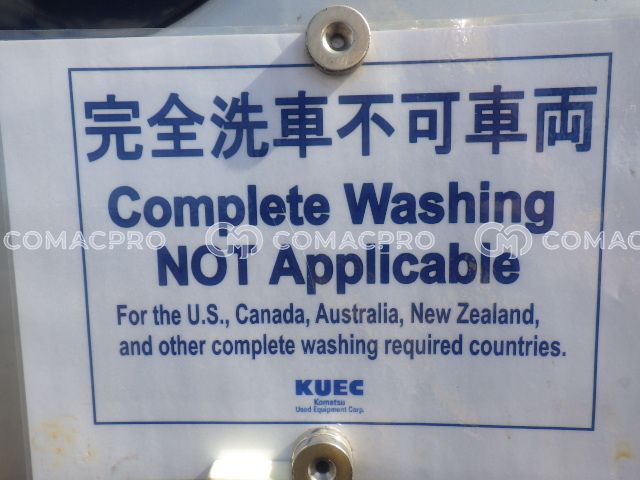 完全洗車不可車両
Complete Washing
COMACPRO COMACPRO COMACPRO
NOT Applicable
For the U.S., Canada, Australia, New Zealand,
and other complete washing required countries.
KUEC
Komatsu
Used Equipment Corp.